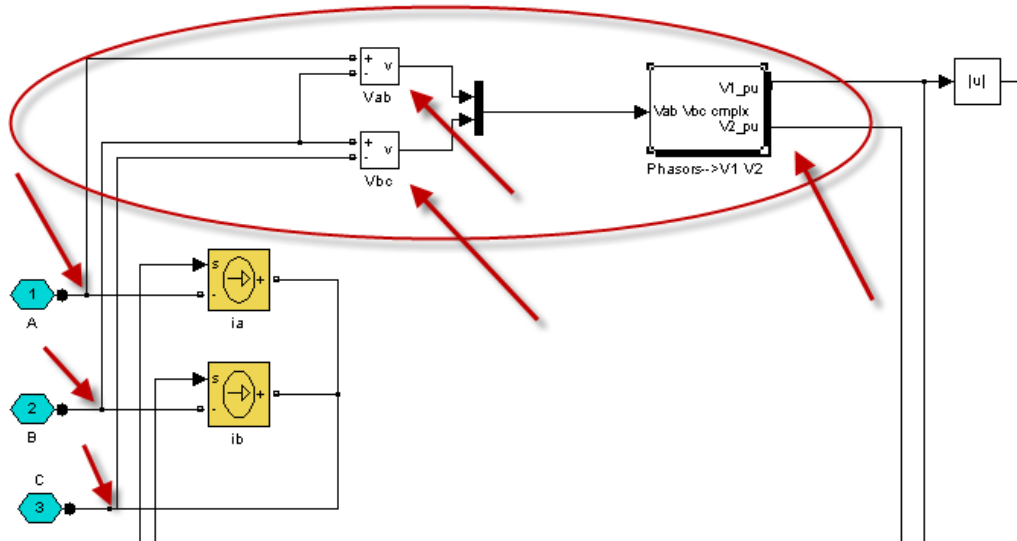 +
-
v
Vab
+
-
v
Vbc
Vab Vbc cmplx
V1_pu
V2_pu
Phasors-->V1 V2
|u|
1
A
s
-
+
ia
2
B
s
-
+
ib
C
3